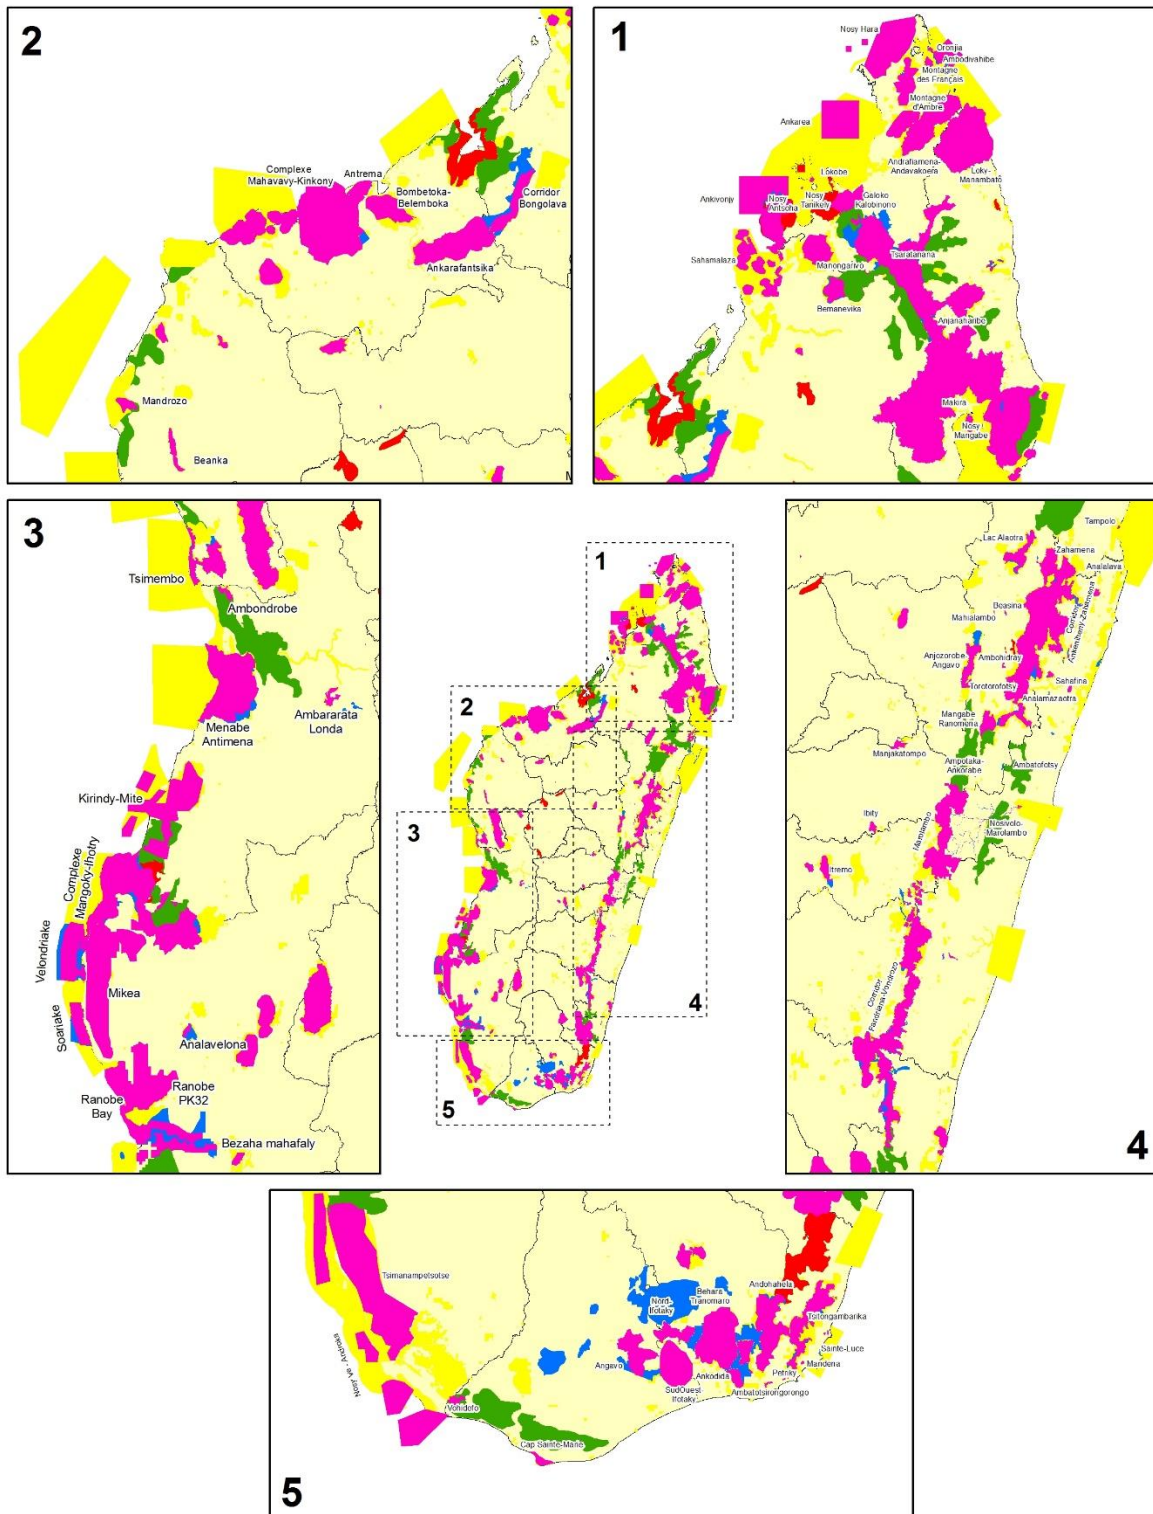 2
Complexe
Mahavavy-Kinkony
Antrema
Bombetoka-
Belemboka
Corridor
Bongolava
Ankarafantsika
Mandrozo
Beanka
1
Nosy Hara
Oronjia
Ambodivahibe
Montagne
des Français
Montagne
d'Ambre
Ankarea
Andrafiamena-
Andavakoera
Loky-
Manambato
Lokobe
Ankivonjy
Nosy
Antsoha
Nosy
Tanikely
Galoko
Kalobinono
Sahamalaza
Manongarivo
Tsaratanana
Bemanevika
Anjanaharibe
Makira
Nosy
Mangabe
3
Tsimembo
Ambondrobe
Menabe
Antimena
Ambararata
Londa
Kirindy-Mite
Complexe
Mangoky-Ihotry
Velondriake
Mikea
Soariake
Analavelona
Ranobe
PK32
Ranobe
Bay
Bezaha mahafaly
1
2
3
4
5
Tampolo
Lac Alaotra
Zahamena
Analalava
Beasina
Mahialambo
Corridor
Ankeniheny-Zahamena
Anjozorobe
Angavo
Ambohidray
Sahafina
Torotorofotsy
Analamazaotra
Mangabe
Ranomena
Manjakatompo
Ampotaka-
Ankorabe
Ambatofotsy
Ibity
Marolambo
Nosivolo-
Marolambo
Itremo
Corridor
Fandriana-Vondrozo
4
Tsimanampetsotse
Nosy Ve - Androka
Nord-
Ifotaky
Behara
Tranomaro
Andohahela
Tsitongambarika
Sainte-Luce
Angavo
Ankodida
Petriky
Mandena
SudOuest
Ifotaky
Ambatotsirongorongo
Vohidefo
Cap Sainte-Marie
5